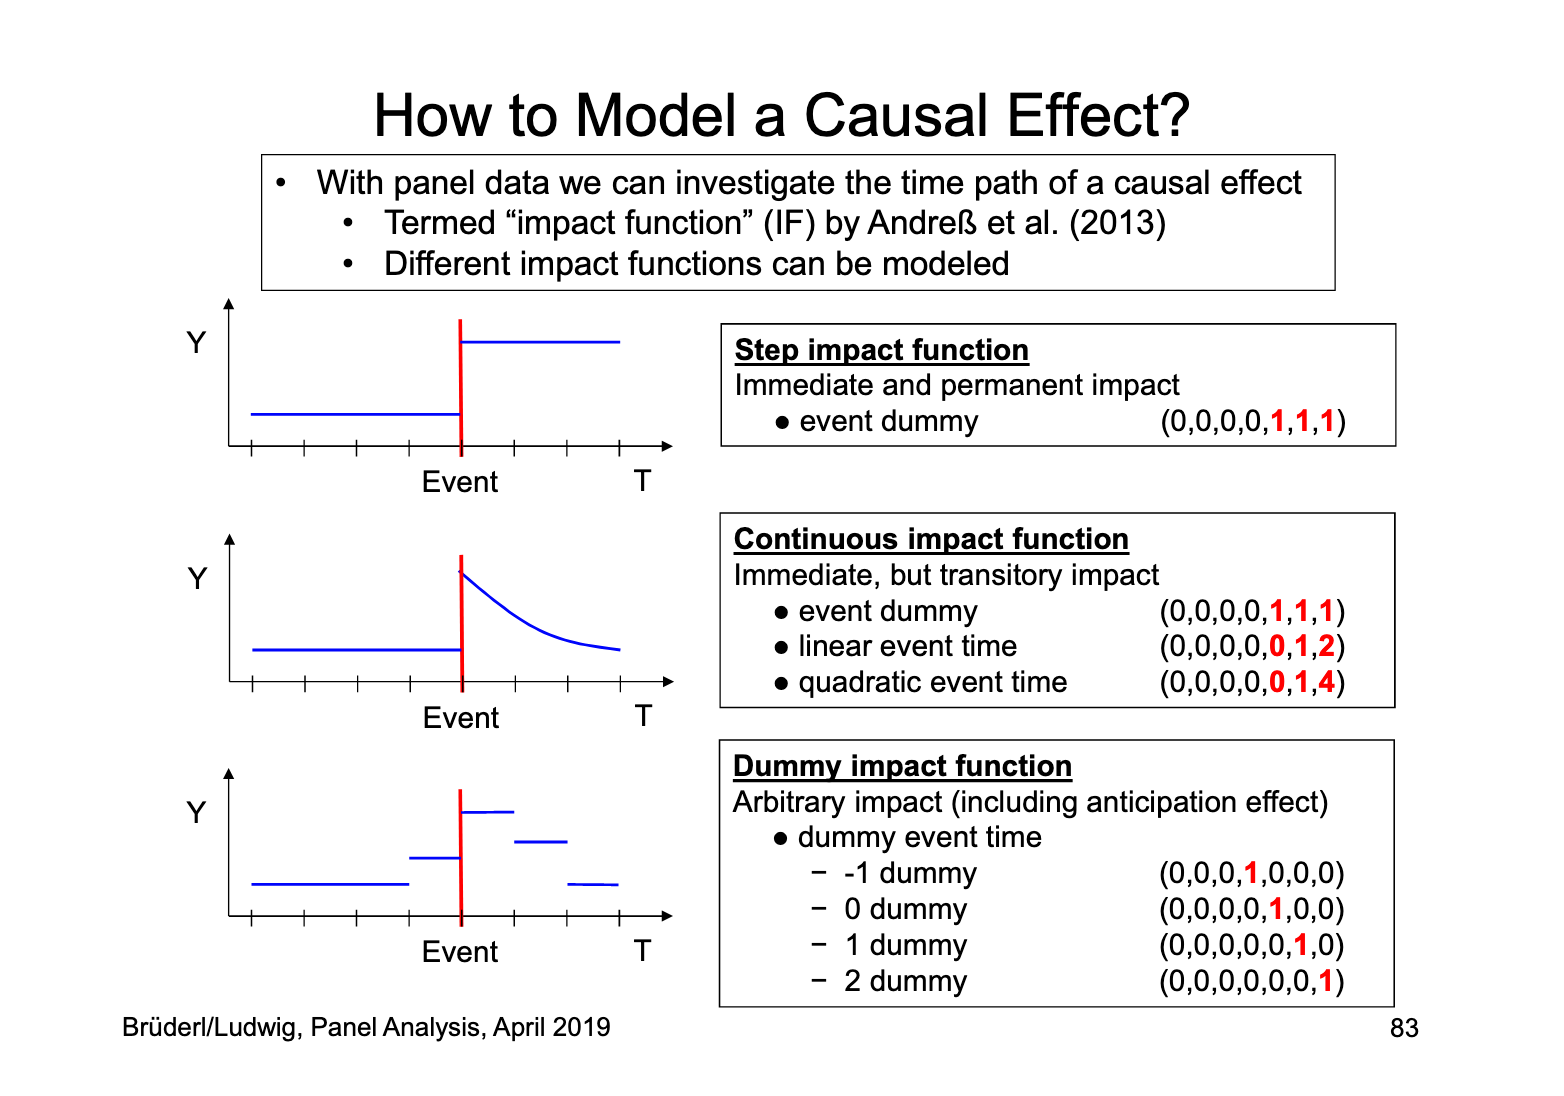 How to Model a Causal Effect?
• With panel data we can investigate the time path of a causal effect
• Termed “impact function” (IF) by Andreß et al. (2013)
• Different impact functions can be modeled
Y
Event T
Step impact function
Immediate and permanent impact
● event dummy (0,0,0,0,1,1,1)
Y
Event T
Continuous impact function
Immediate, but transitory impact
● event dummy (0,0,0,0,1,1,1)
● linear event time (0,0,0,0,0,1,2)
● quadratic event time (0,0,0,0,0,1,4)
Y
Event T
Dummy impact function
Arbitrary impact (including anticipation effect)
● dummy event time
− -1 dummy (0,0,0,1,0,0,0)
− 0 dummy (0,0,0,0,1,0,0)
− 1 dummy (0,0,0,0,0,1,0)
− 2 dummy (0,0,0,0,0,0,1)
Brüderl/Ludwig, Panel Analysis, April 2019 83